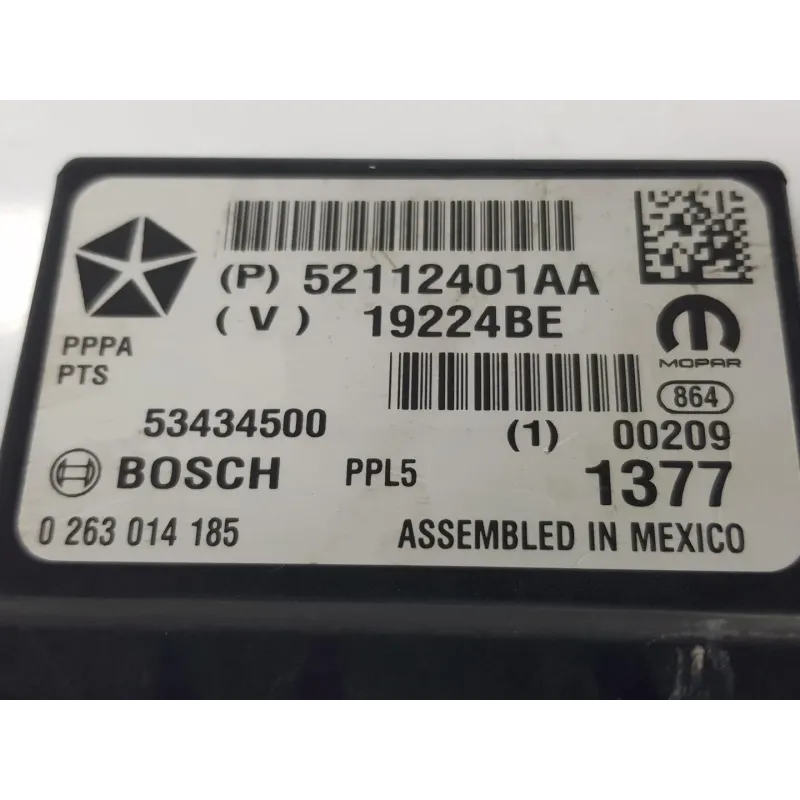 (P) 52112401AA
(V) 19224BE
MOPAR
PPPA
PTS
864
53434500
(1) 00209
BOSCH PPL5 1377
0 263 014 185 ASSEMBLED IN MEXICO